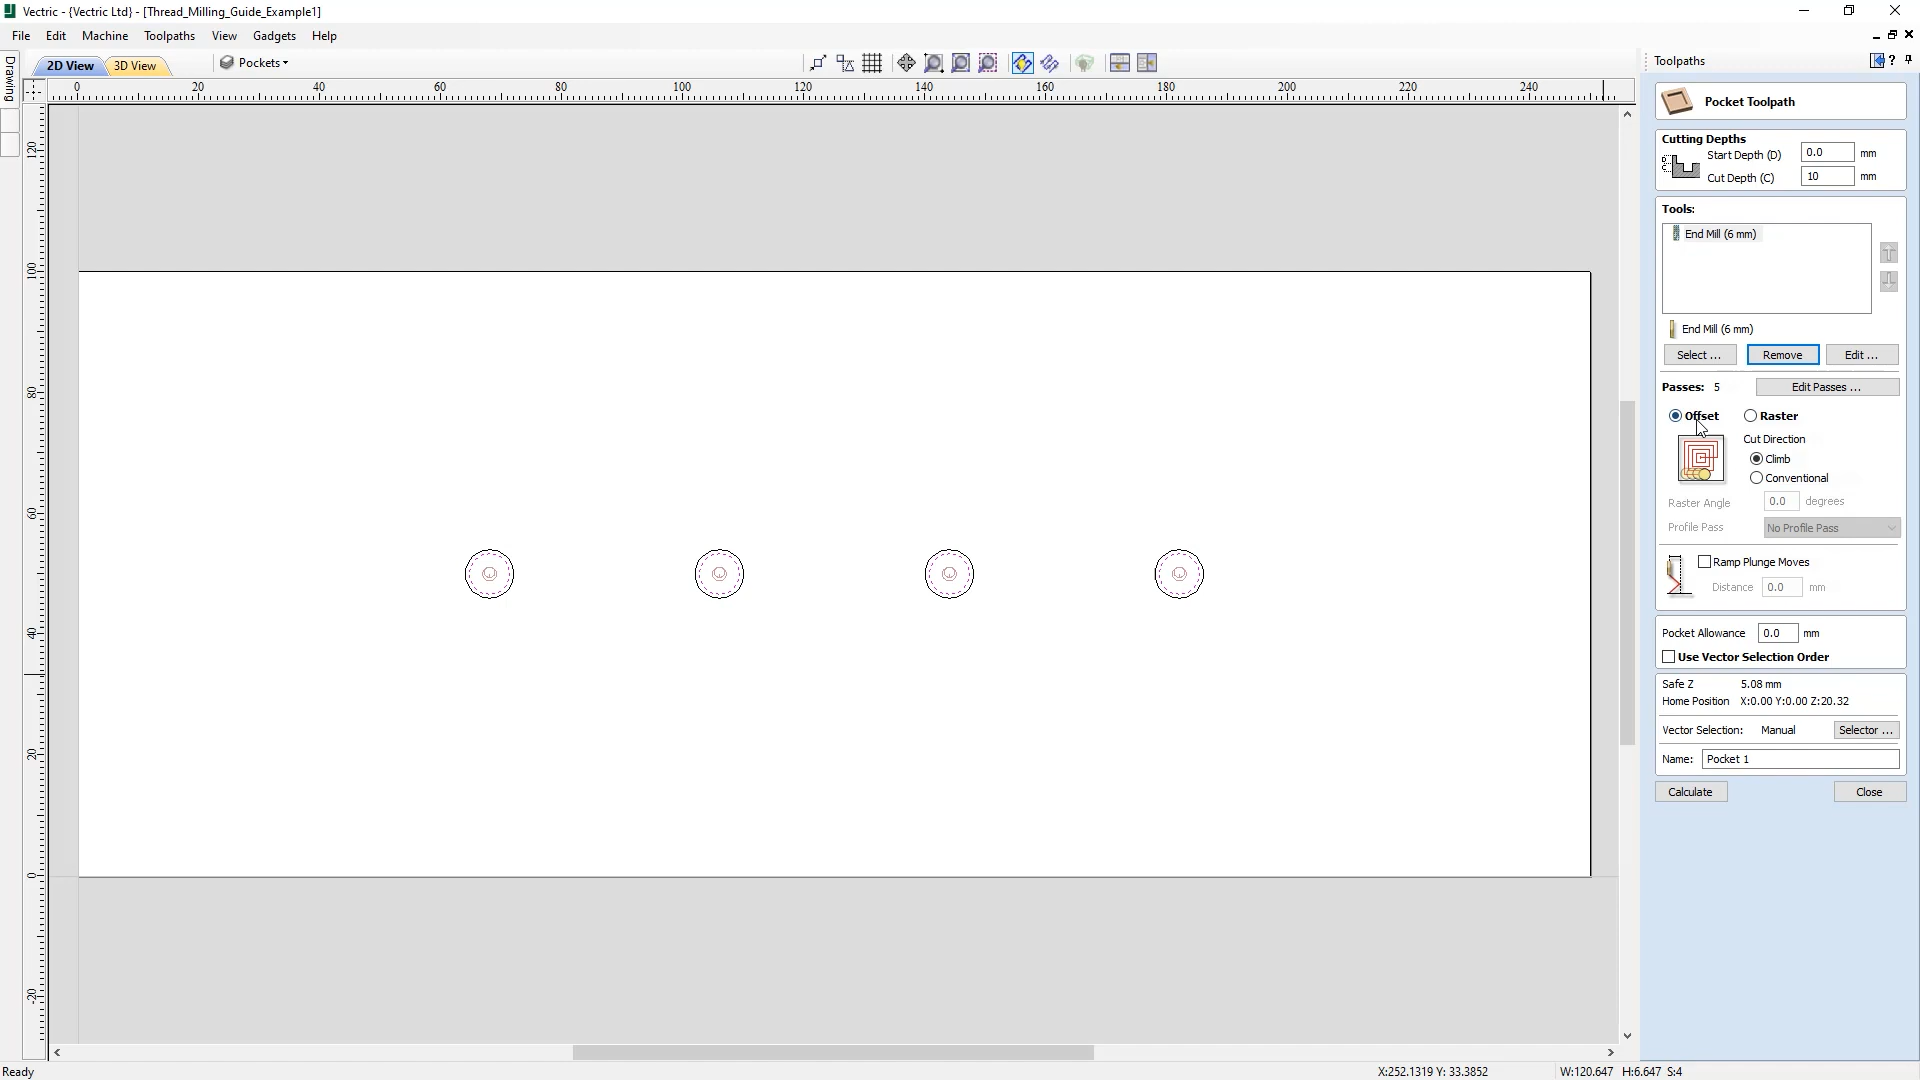 Vectric - {Vectric Ltd} - [Thread_Milling_Guide_Example1]
File Edit Machine Toolpaths View Gadgets Help
Drawing
2D View 3D View Pockets
0 20 40 60 80 100 120 140 160 180 200 220 240
120
100
80
60
40
20
0
-20
Toolpaths
Pocket Toolpath
Cutting Depths
Start Depth (D) 0.0 mm
Cut Depth (C) 10 mm
Tools:
End Mill (6 mm)
End Mill (6 mm)
Select ... Remove Edit ...
Passes: 5 Edit Passes ...
Offset Raster
Cut Direction
Climb
Conventional
Raster Angle 0.0 degrees
Profile Pass No Profile Pass
Ramp Plunge Moves
Distance 0.0 mm
Pocket Allowance 0.0 mm
Use Vector Selection Order
Safe Z 5.08 mm
Home Position X:0.00 Y:0.00 Z:20.32
Vector Selection: Manual Selector ...
Name: Pocket 1
Calculate Close
Ready X:252.1319 Y: 33.3852 W:120.647 H:6.647 S:4